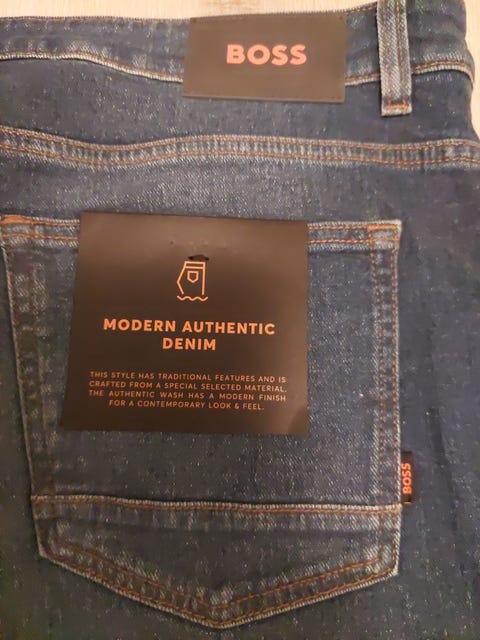 BOSS
MODERN AUTHENTIC
DENIM
THIS STYLE HAS TRADITIONAL FEATURES AND IS
CRAFTED FROM A SPECIAL SELECTED MATERIAL.
THE AUTHENTIC WASH HAS A MODERN FINISH
FOR A CONTEMPORARY LOOK & FEEL.
BOSS